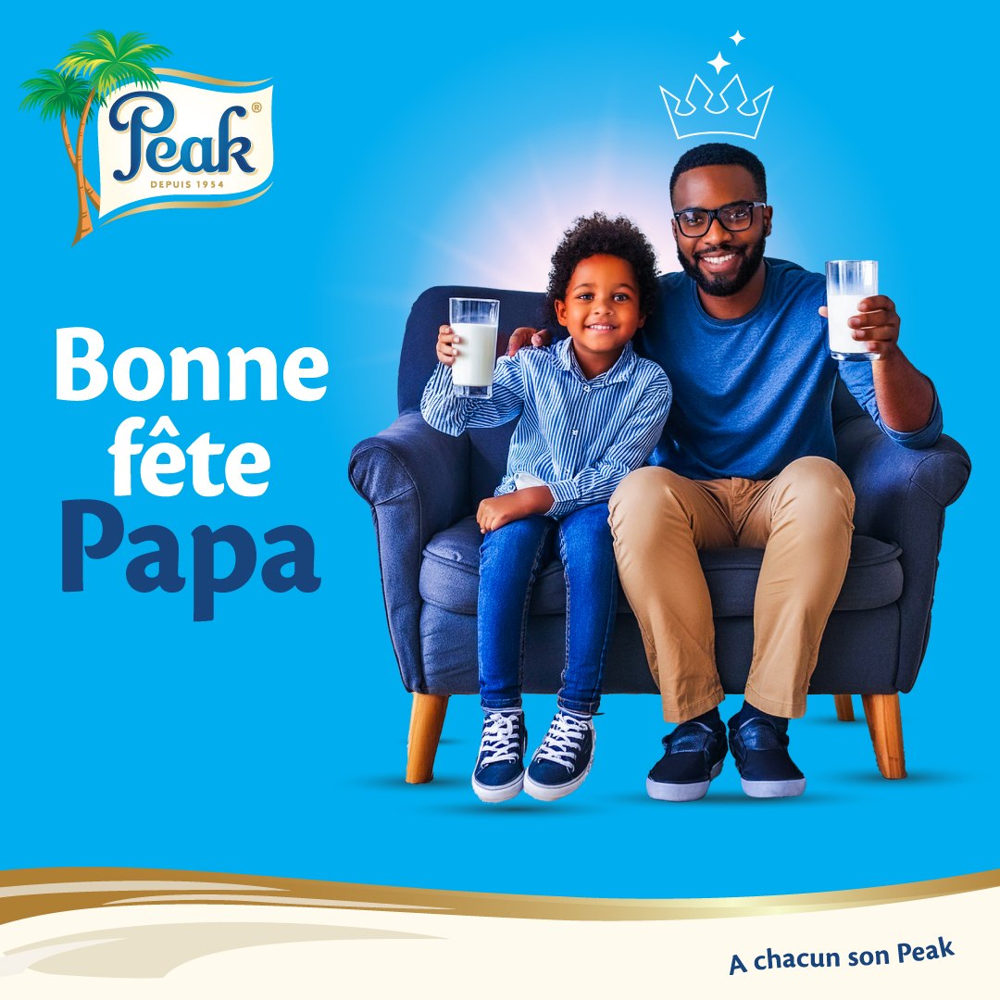 Peak®
DEPUIS 1954
Bonne
fête
Papa
A chacun son Peak